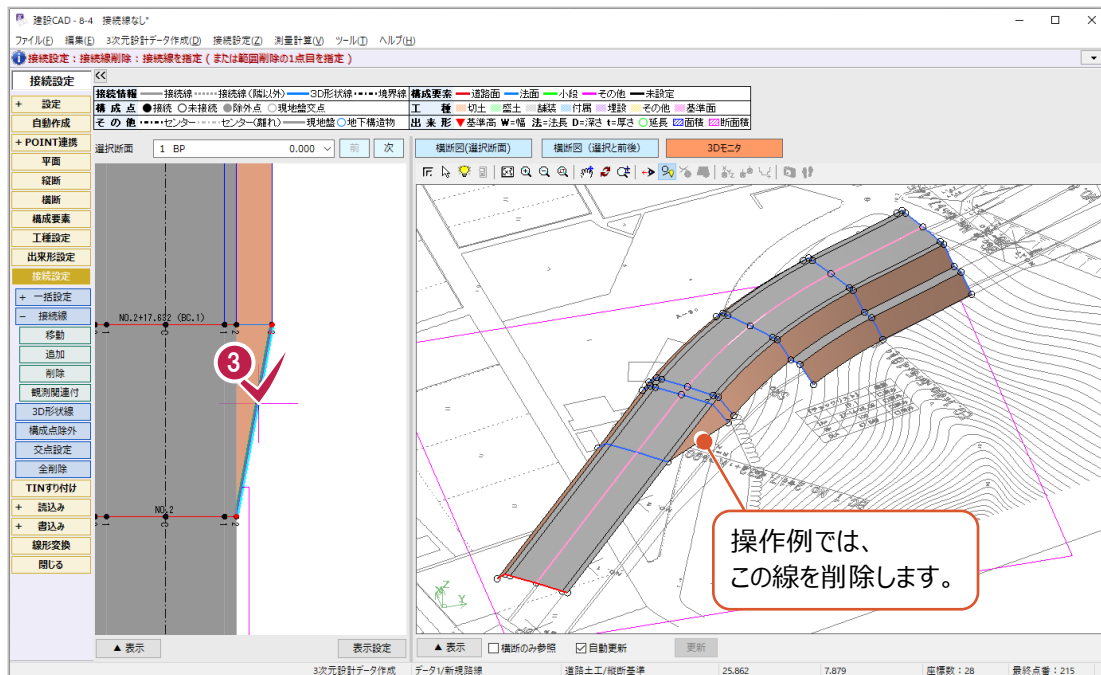 建設CAD - 8-4 接続線なし*
ファイル(F) 編集(E) 3次元設計データ作成(D) 接続設定(Z) 測量計算(V) ツール(T) ヘルプ(H)
接続設定：接続線削除：接続線を指定（または範囲削除の1点目を指定）
接続設定
+ 設定
自動作成
+ POINT連携
平面
縦断
横断
構成要素
工種設定
出来形設定
接続設定
+ 一括設定
− 接続線
移動
追加
削除
観測関連付
3D形状線
構成点除外
交点設定
全削除
TINすり付け
+ 読込み
+ 書込み
線形変換
閉じる
接続情報 接続線 接続線(隣以外) 3D形状線 境界線
構成点 ●接続 ○未接続 ●除外点 ○現地盤交点
その他 センター センター(離れ) 現地盤 ○地下構造物
構成要素 道路面 法面 小段 その他 未設定
工種 切土 盛土 舗装 付属 埋設 その他 基準面
出来形 ▼基準高 W=幅 法=法長 D=深さ t=厚さ ○延長 面積 断面積
選択断面 1 BP 0.000 前 次
横断図(選択断面) 横断図（選択と前後） 3Dモニタ
NO.2+17.632 (BC.1)
3
NO.2
操作例では、
この線を削除します。
▲ 表示 表示設定
▲ 表示 横断のみ参照 自動更新 更新
3次元設計データ作成 データ1/新規路線 道路土工/縦断基準 25.862 7.879 座標数：28 最終点番：215